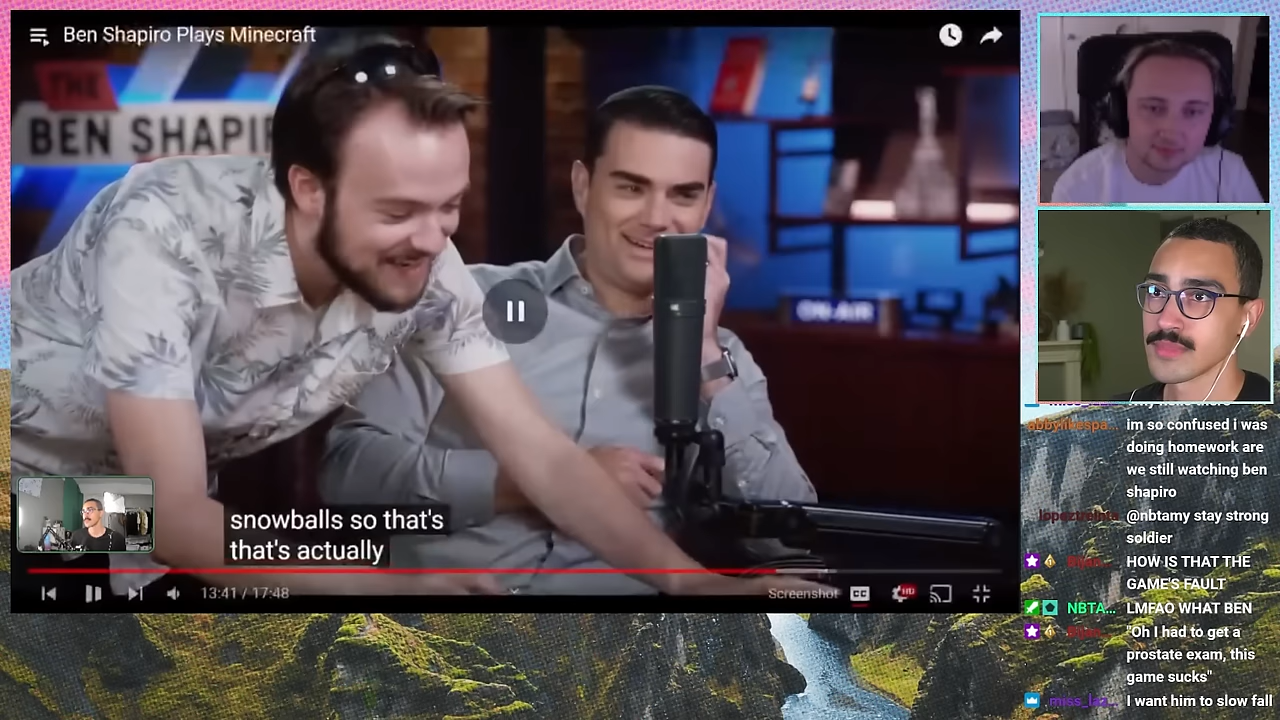 Ben Shapiro Plays Minecraft
THE
BEN SHAPIR
ON-AIR
snowballs so that's
that's actually
13:41 / 17:48
Screenshot
CC
HD
im so confused i was
doing homework are
we still watching ben
shapiro
@nbtamy stay strong
soldier
HOW IS THAT THE
GAME'S FAULT
NBTA... LMFAO WHAT BEN
"Oh I had to get a
prostate exam, this
game sucks"
I want him to slow fall